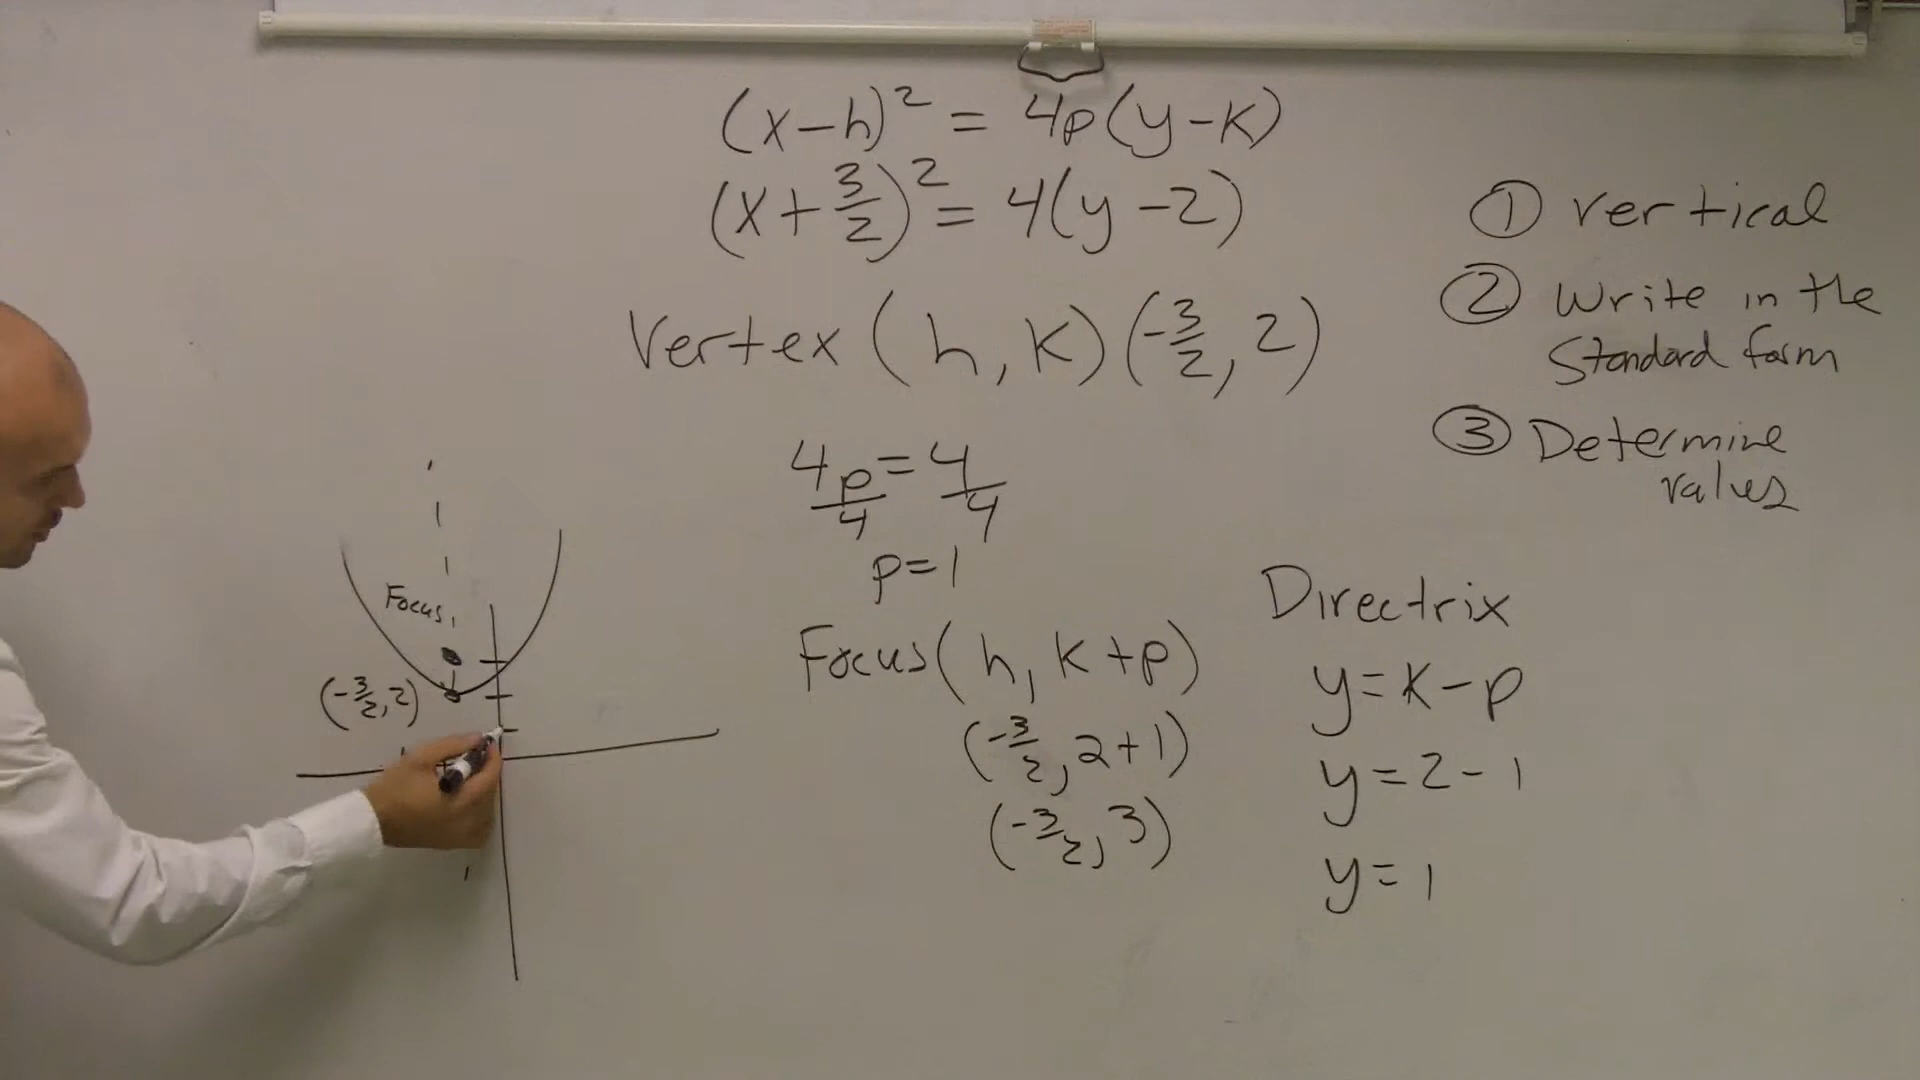 (x-h)² = 4p(y-k)
(x+3/2)² = 4(y-2)
Vertex (h, k) (-3/2, 2)
4p/4 = 4/4
p=1
Focus (h, k+p)
(-3/2, 2+1)
(-3/2, 3)
Directrix
y=k-p
y=2-1
y=1
① vertical
② Write in the
Standard form
③ Determine
values
Focus
(-3/2, 2)